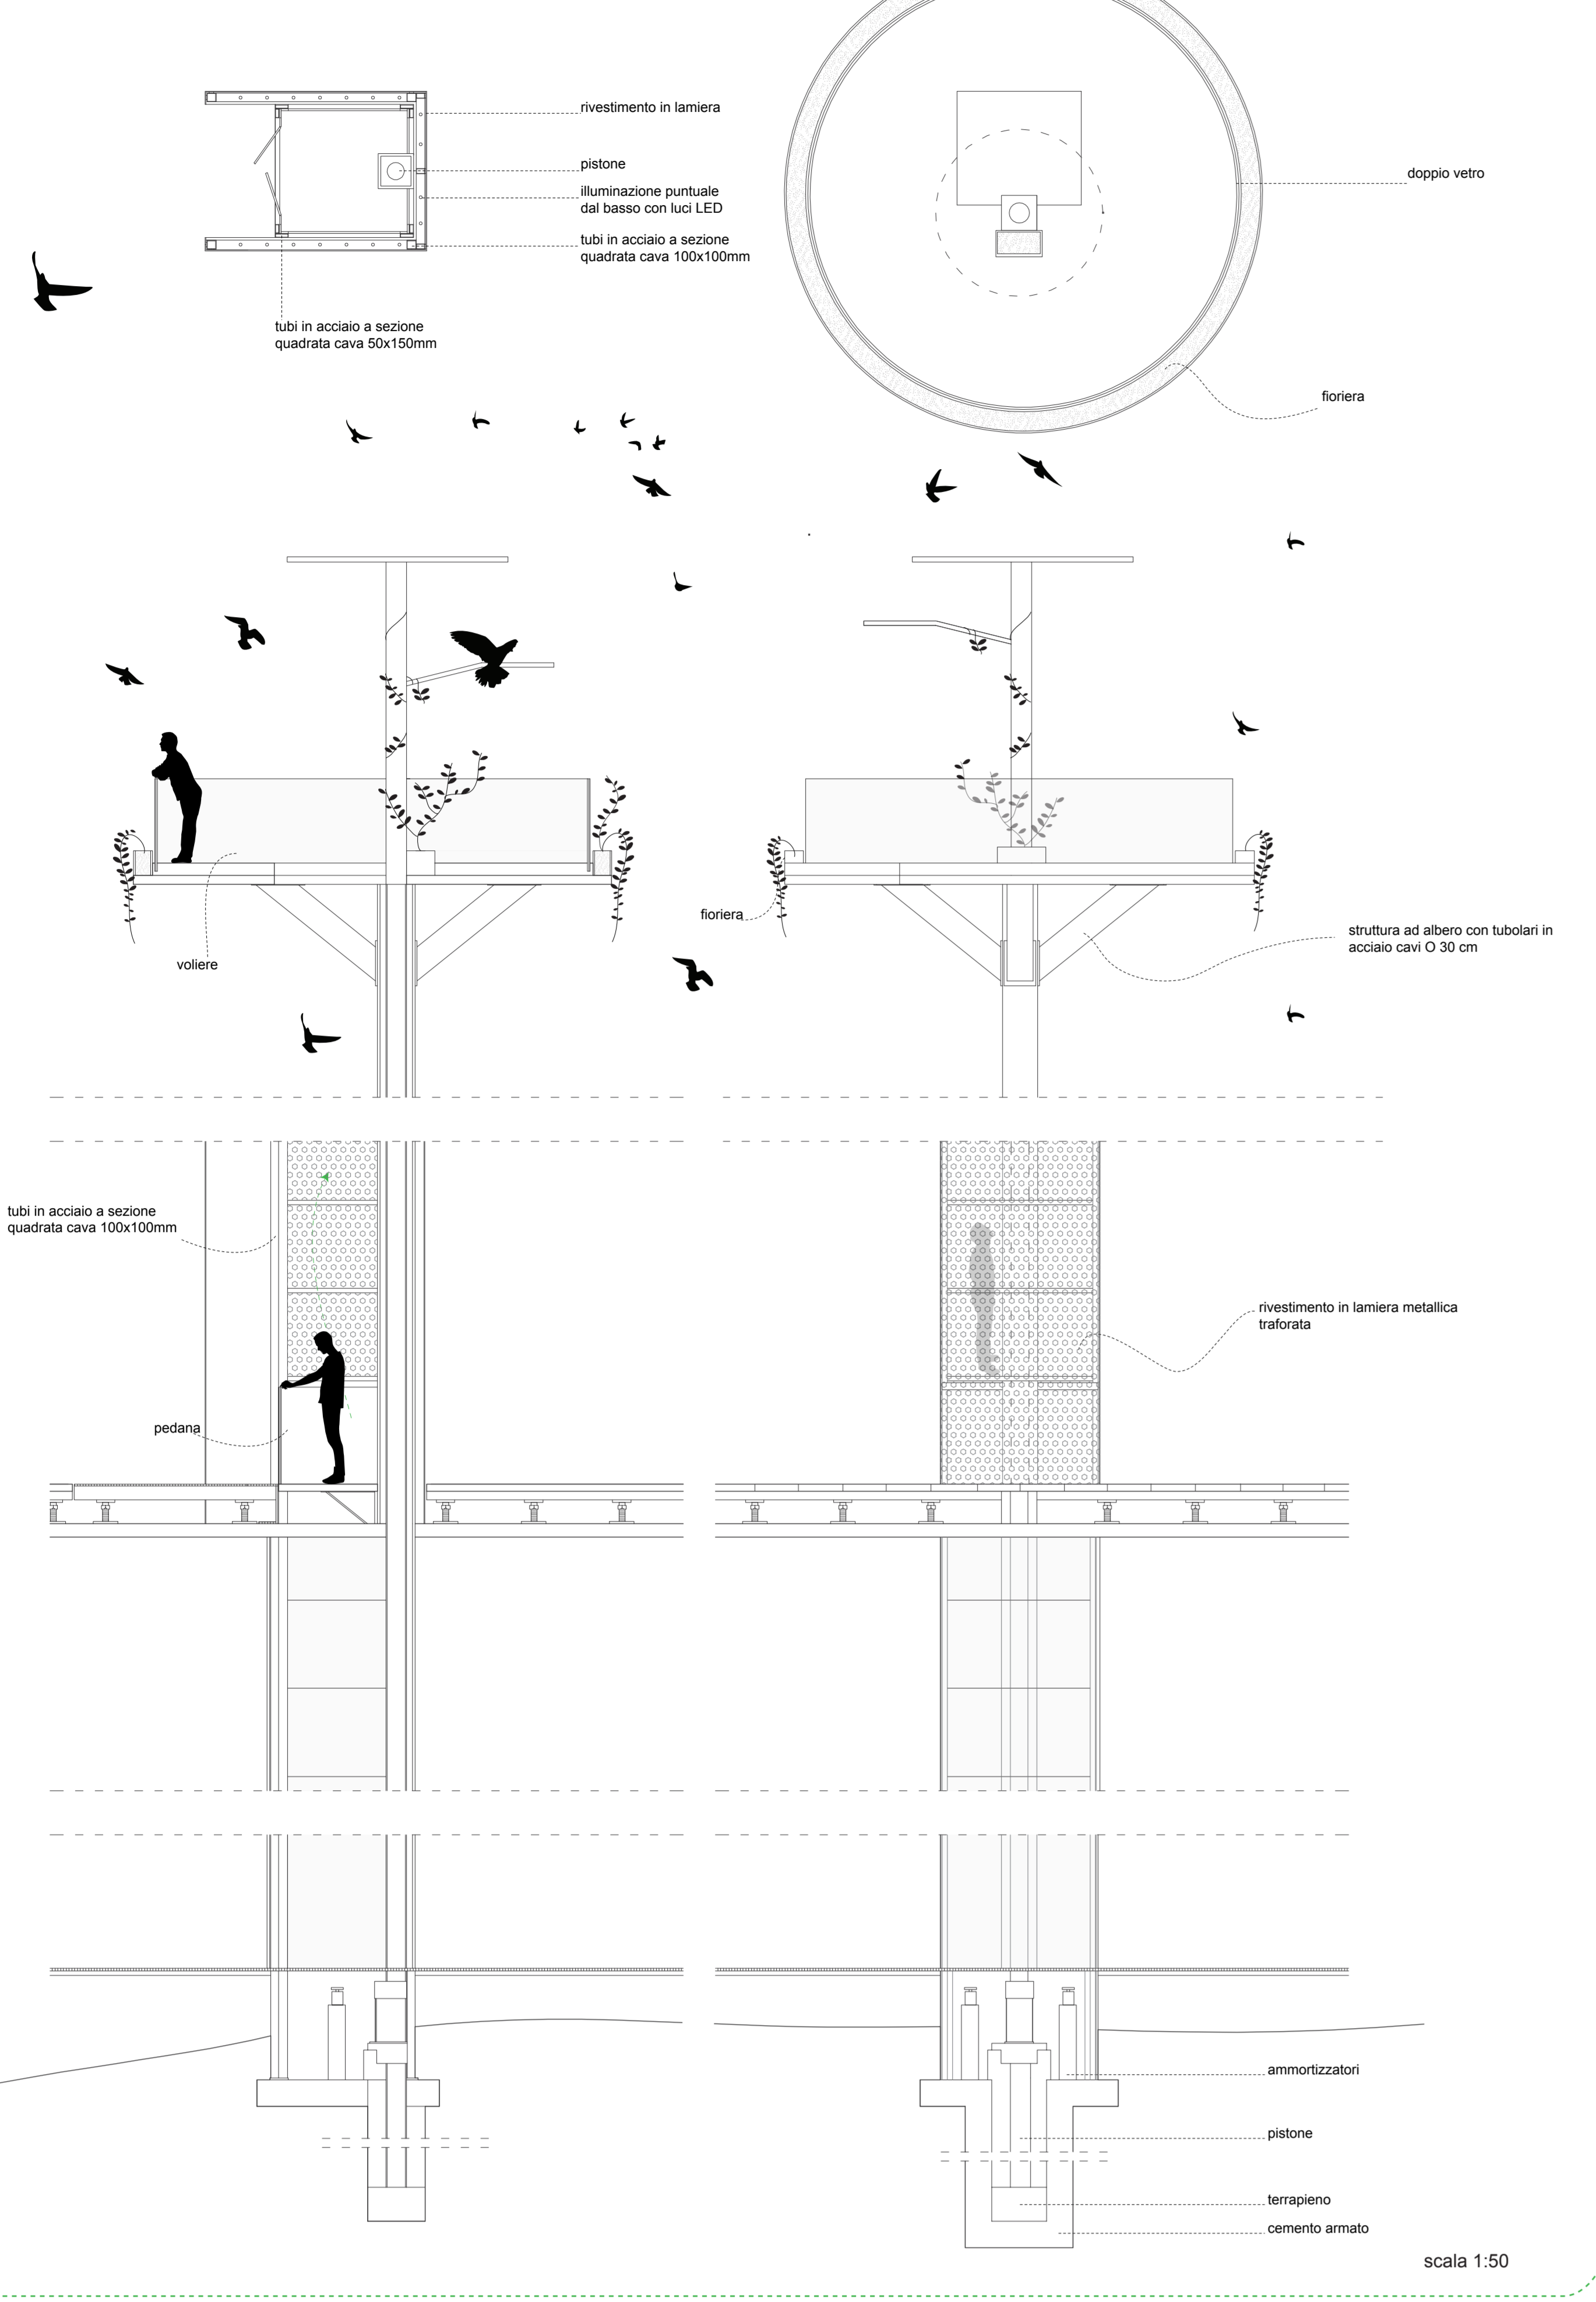 rivestimento in lamiera
pistone
illuminazione puntuale
dal basso con luci LED
tubi in acciaio a sezione
quadrata cava 100x100mm
tubi in acciaio a sezione
quadrata cava 50x150mm
doppio vetro
fioriera
voliere
fioriera
struttura ad albero con tubolari in
acciaio cavi O 30 cm
tubi in acciaio a sezione
quadrata cava 100x100mm
pedana
rivestimento in lamiera metallica
traforata
ammortizzatori
pistone
terrapieno
cemento armato
scala 1:50